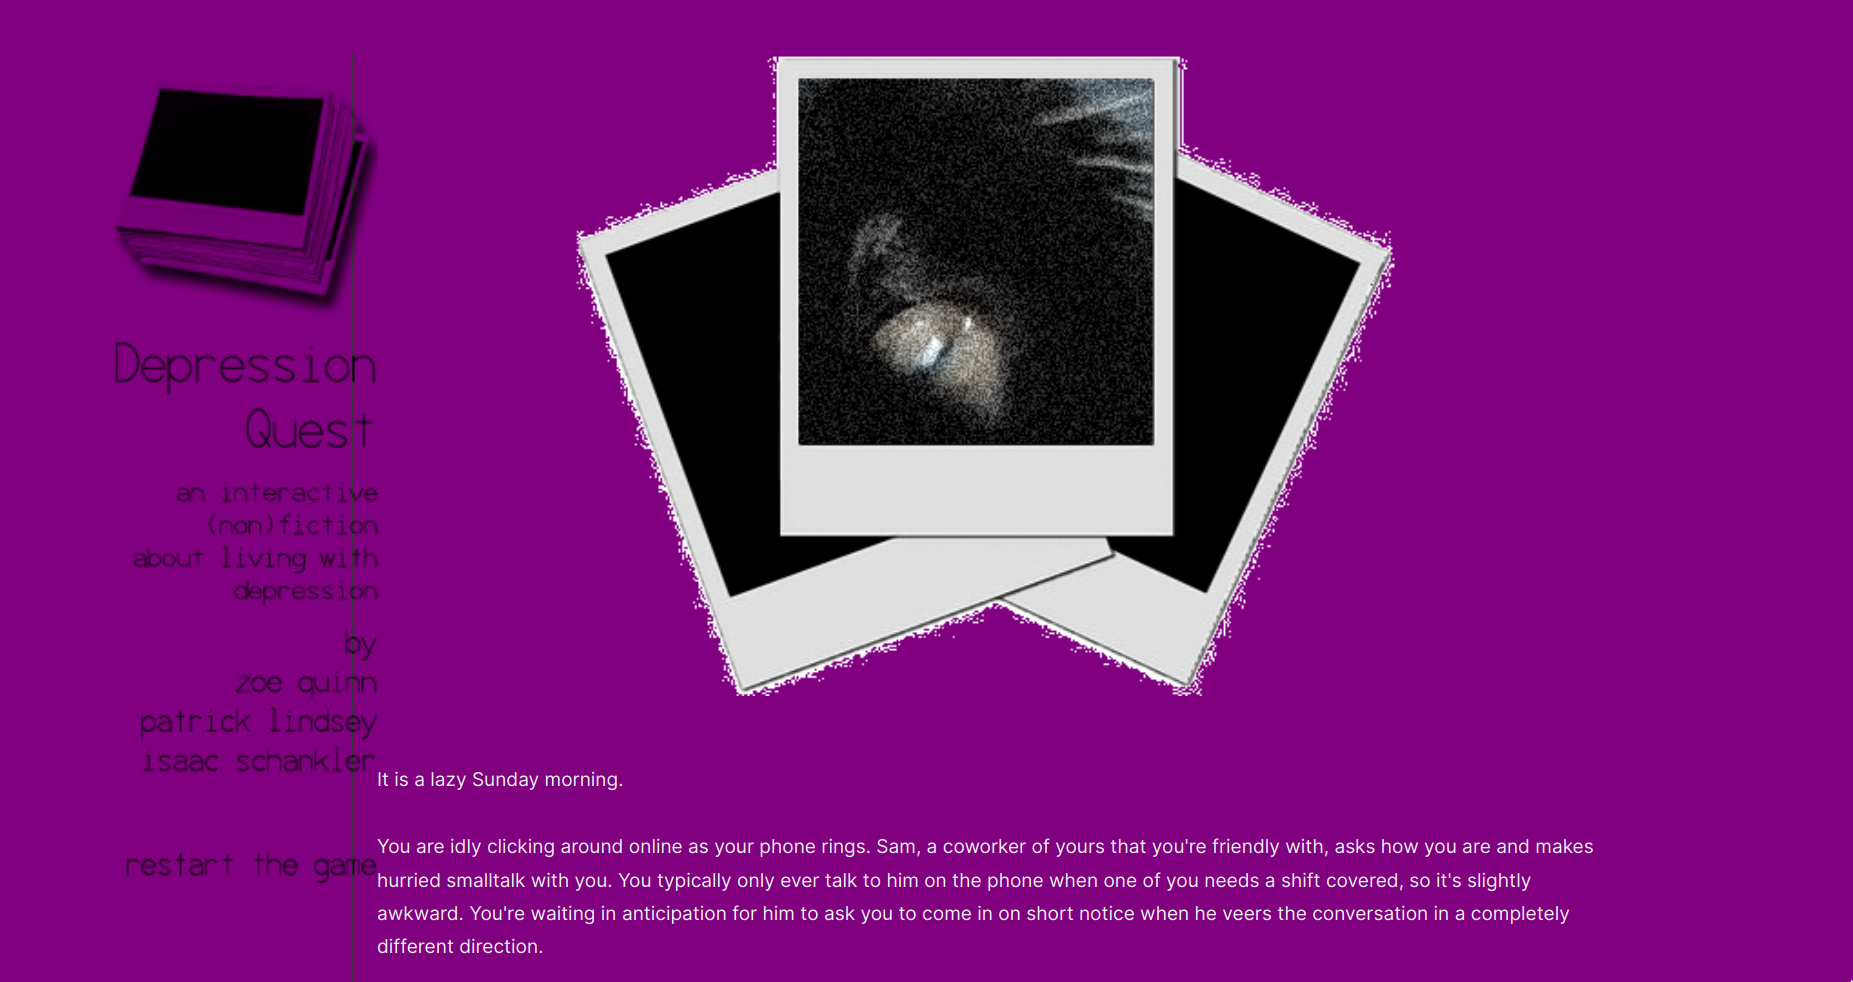 Depression
Quest
an interactive
(non)fiction
about living with
depression
by
zoe quinn
patrick lindsey
isaac schankler
restart the game
It is a lazy Sunday morning.
You are idly clicking around online as your phone rings. Sam, a coworker of yours that you're friendly with, asks how you are and makes
hurried smalltalk with you. You typically only ever talk to him on the phone when one of you needs a shift covered, so it's slightly
awkward. You're waiting in anticipation for him to ask you to come in on short notice when he veers the conversation in a completely
different direction.